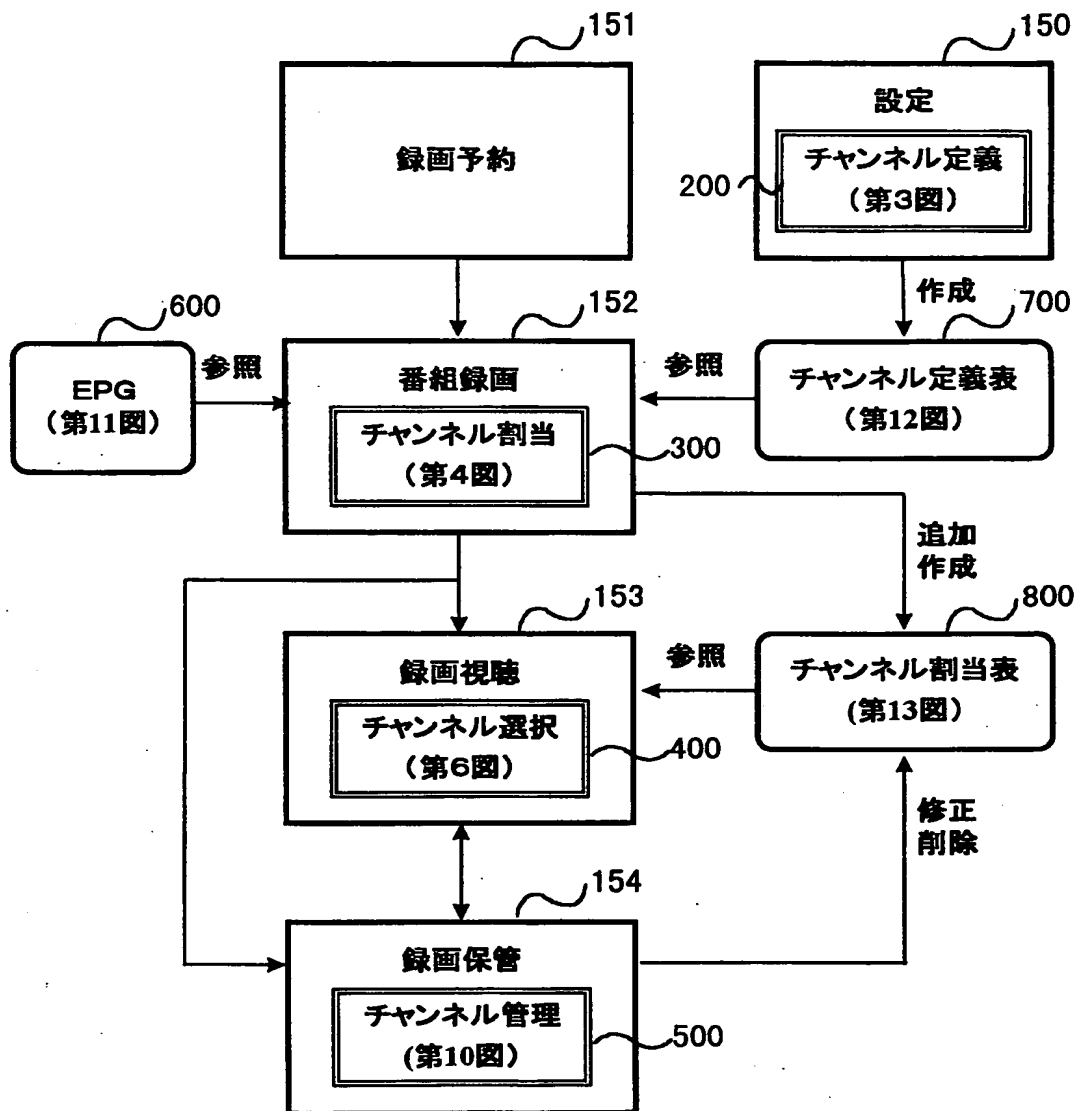 151
150
録画予約
設定
チャンネル定義
(第3図)
200
作成
600
152
700
EPG
(第11図)
参照
番組録画
チャンネル割当
(第4図)
300
参照
チャンネル定義表
(第12図)
追加
作成
153
800
録画視聴
チャンネル選択
(第6図)
400
参照
チャンネル割当表
(第13図)
修正
削除
154
録画保管
チャンネル管理
(第10図)
500